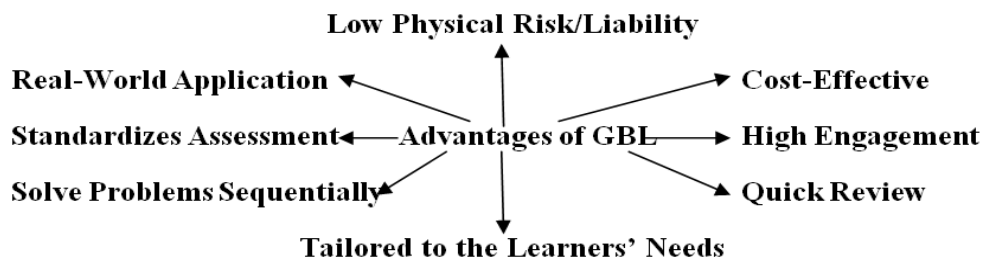 Low Physical Risk/Liability
Real-World Application
Cost-Effective
Standardizes Assessment
Advantages of GBL
High Engagement
Solve Problems Sequentially
Quick Review
Tailored to the Learners’ Needs